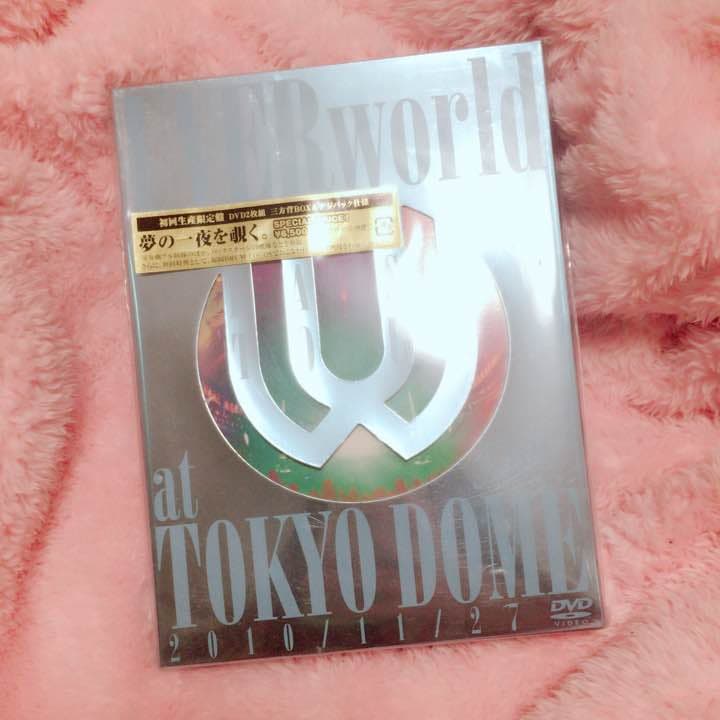 UVERworld
初回生産限定盤 DVD2枚組 三方背BOX&デジパック仕様
夢の一夜を覗く。
SPECIAL PRICE!
at
TOKYO DOME
2010/11/27
DVD
VIDEO